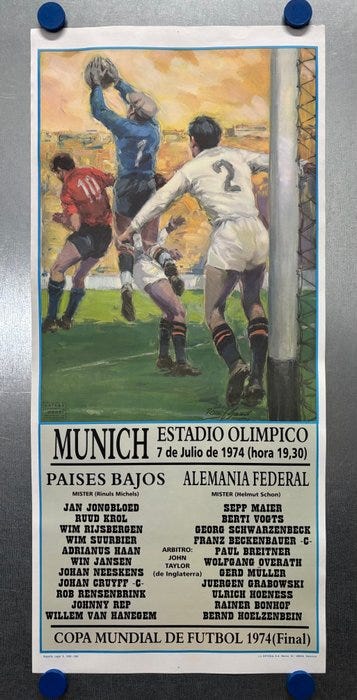 10
1
2
MUNICH
ESTADIO OLIMPICO
7 de Julio de 1974 (hora 19,30)
PAISES BAJOS
MISTER (Rinuls Michels)
JAN JONGBLOED
RUUD KROL
WIM RIJSBERGEN
WIM SUURBIER
ADRIANUS HAAN
WIN JANSEN
JOHAN NEESKENS
JOHAN CRUYFF -C-
ROB RENSENBRINK
JOHNNY REP
WILLEM VAN HANEGEM
ARBITRO:
JOHN
TAYLOR
(de Inglaterra)
ALEMANIA FEDERAL
MISTER (Helmut Schon)
SEPP MAIER
BERTI VOGTS
GEORG SCHWARZENBECK
FRANZ BECKENBAUER -C-
PAUL BREITNER
WOLFGANG OVERATH
GERD MÜLLER
JUERGEN GRABOWSKI
ULRICH HOENESS
RAINER BONHOF
BERND HOELZENBEIN
COPA MUNDIAL DE FUTBOL 1974(Final)